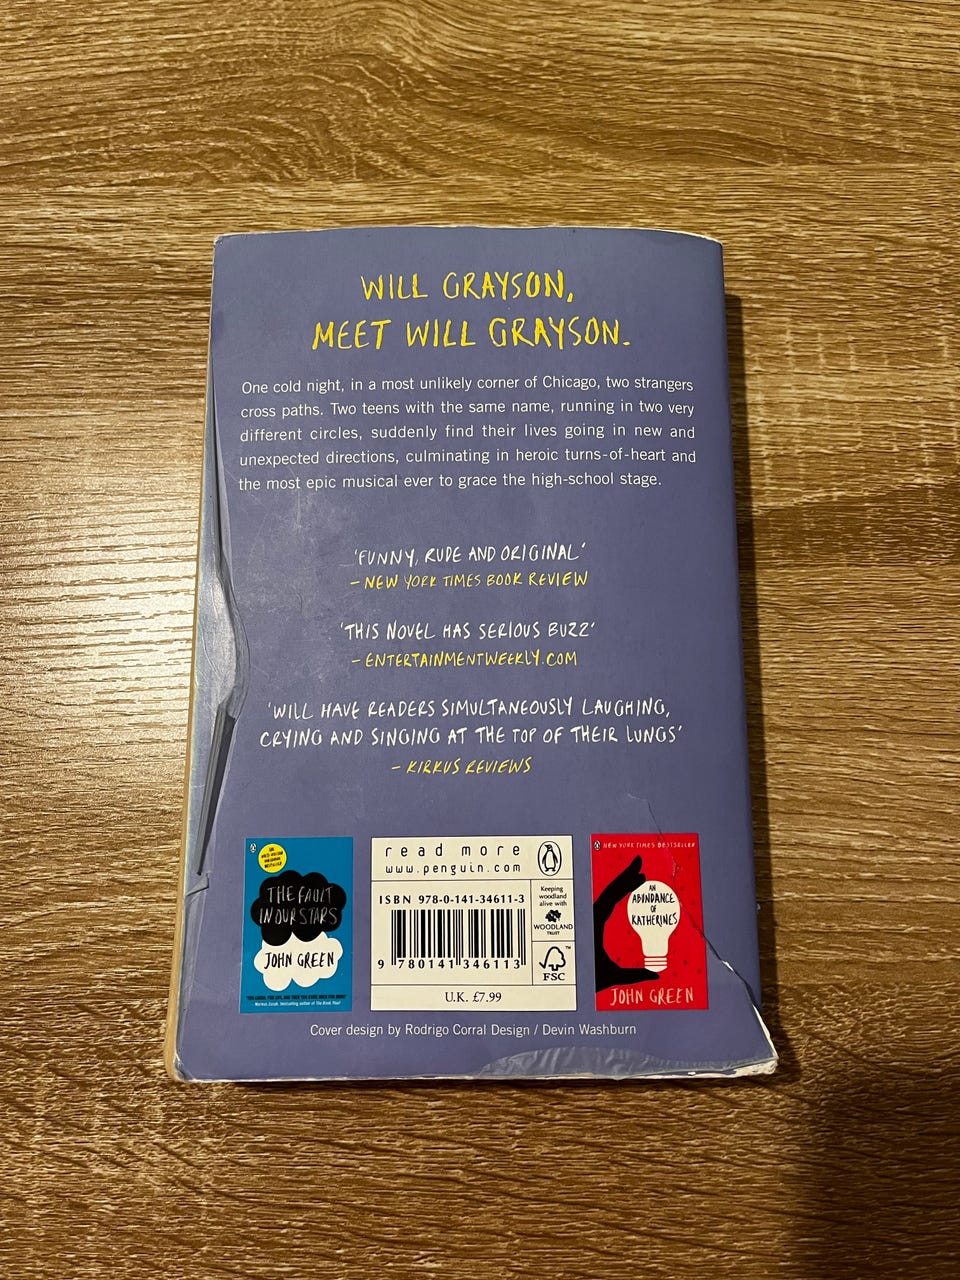 WILL GRAYSON,
MEET WILL GRAYSON.
One cold night, in a most unlikely corner of Chicago, two strangers
cross paths. Two teens with the same name, running in two very
different circles, suddenly find their lives going in new and
unexpected directions, culminating in heroic turns-of-heart and
the most epic musical ever to grace the high-school stage.
'FUNNY, RUDE AND ORIGINAL'
– NEW YORK TIMES BOOK REVIEW
'THIS NOVEL HAS SERIOUS BUZZ'
– ENTERTAINMENTWEEKLY.COM
'WILL HAVE READERS SIMULTANEOUSLY LAUGHING,
CRYING AND SINGING AT THE TOP OF THEIR LUNGS'
– KIRKUS REVIEWS
THE FAULT
IN OUR STARS
JOHN GREEN
read more
www.penguin.com
ISBN 978-0-141-34611-3
9 780141 346113
U.K. £7.99
Keeping
woodland
alive with
WOODLAND
TRUST
FSC
™
NEW YORK TIMES BESTSELLER
AN
ABUNDANCE
OF
KATHERINES
JOHN GREEN
Cover design by Rodrigo Corral Design / Devin Washburn